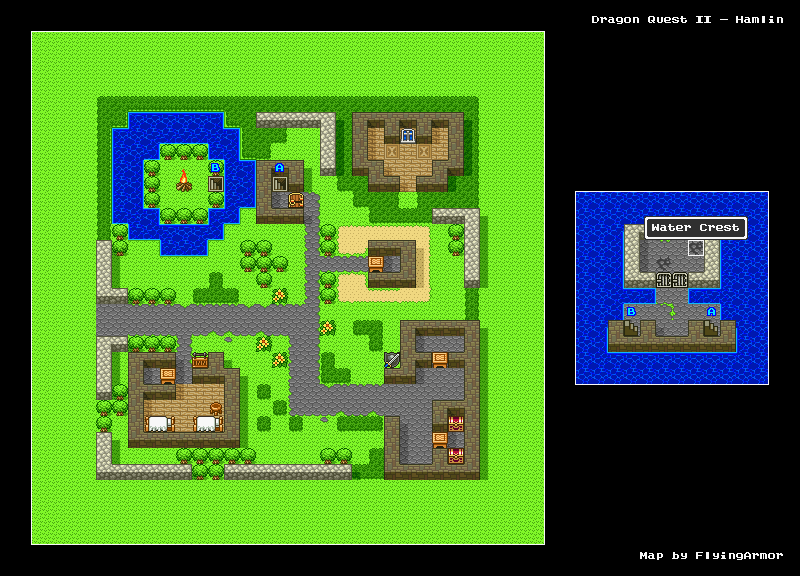 Dragon Quest II – Hamlin
B
A
Water Crest
B
A
Map by FlyingArmor